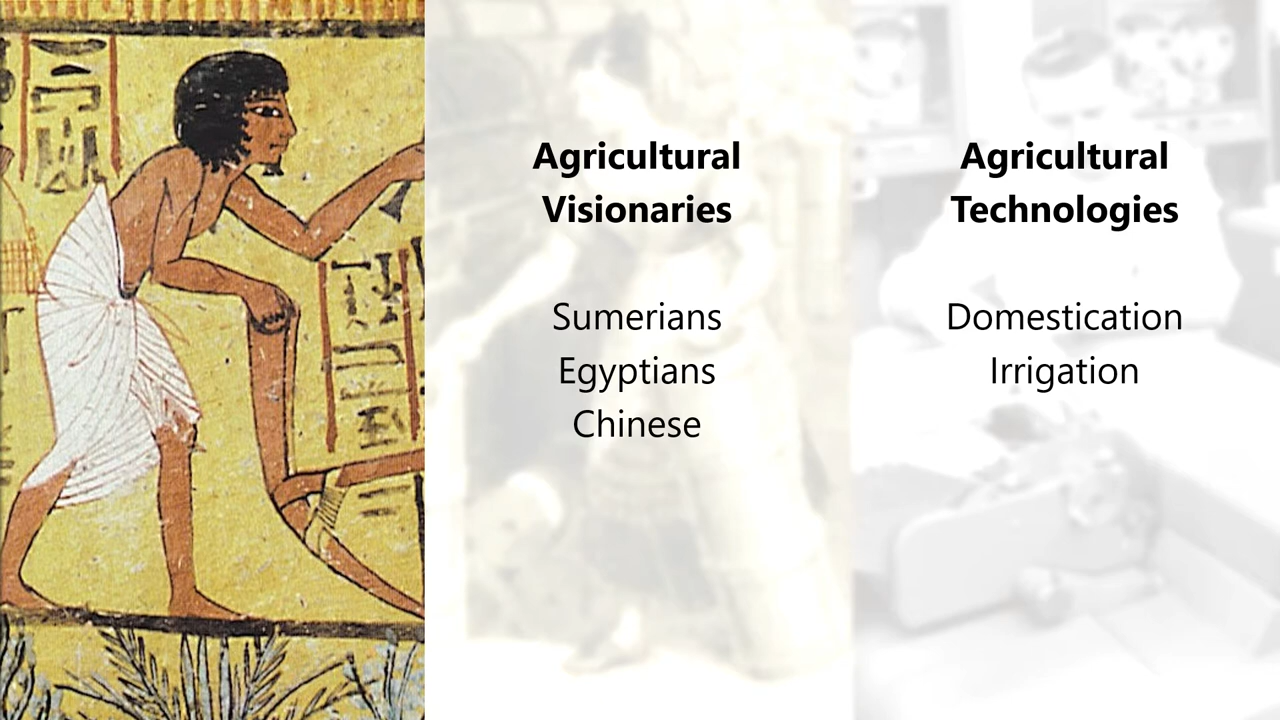 Agricultural
Visionaries
Sumerians
Egyptians
Chinese
Agricultural
Technologies
Domestication
Irrigation